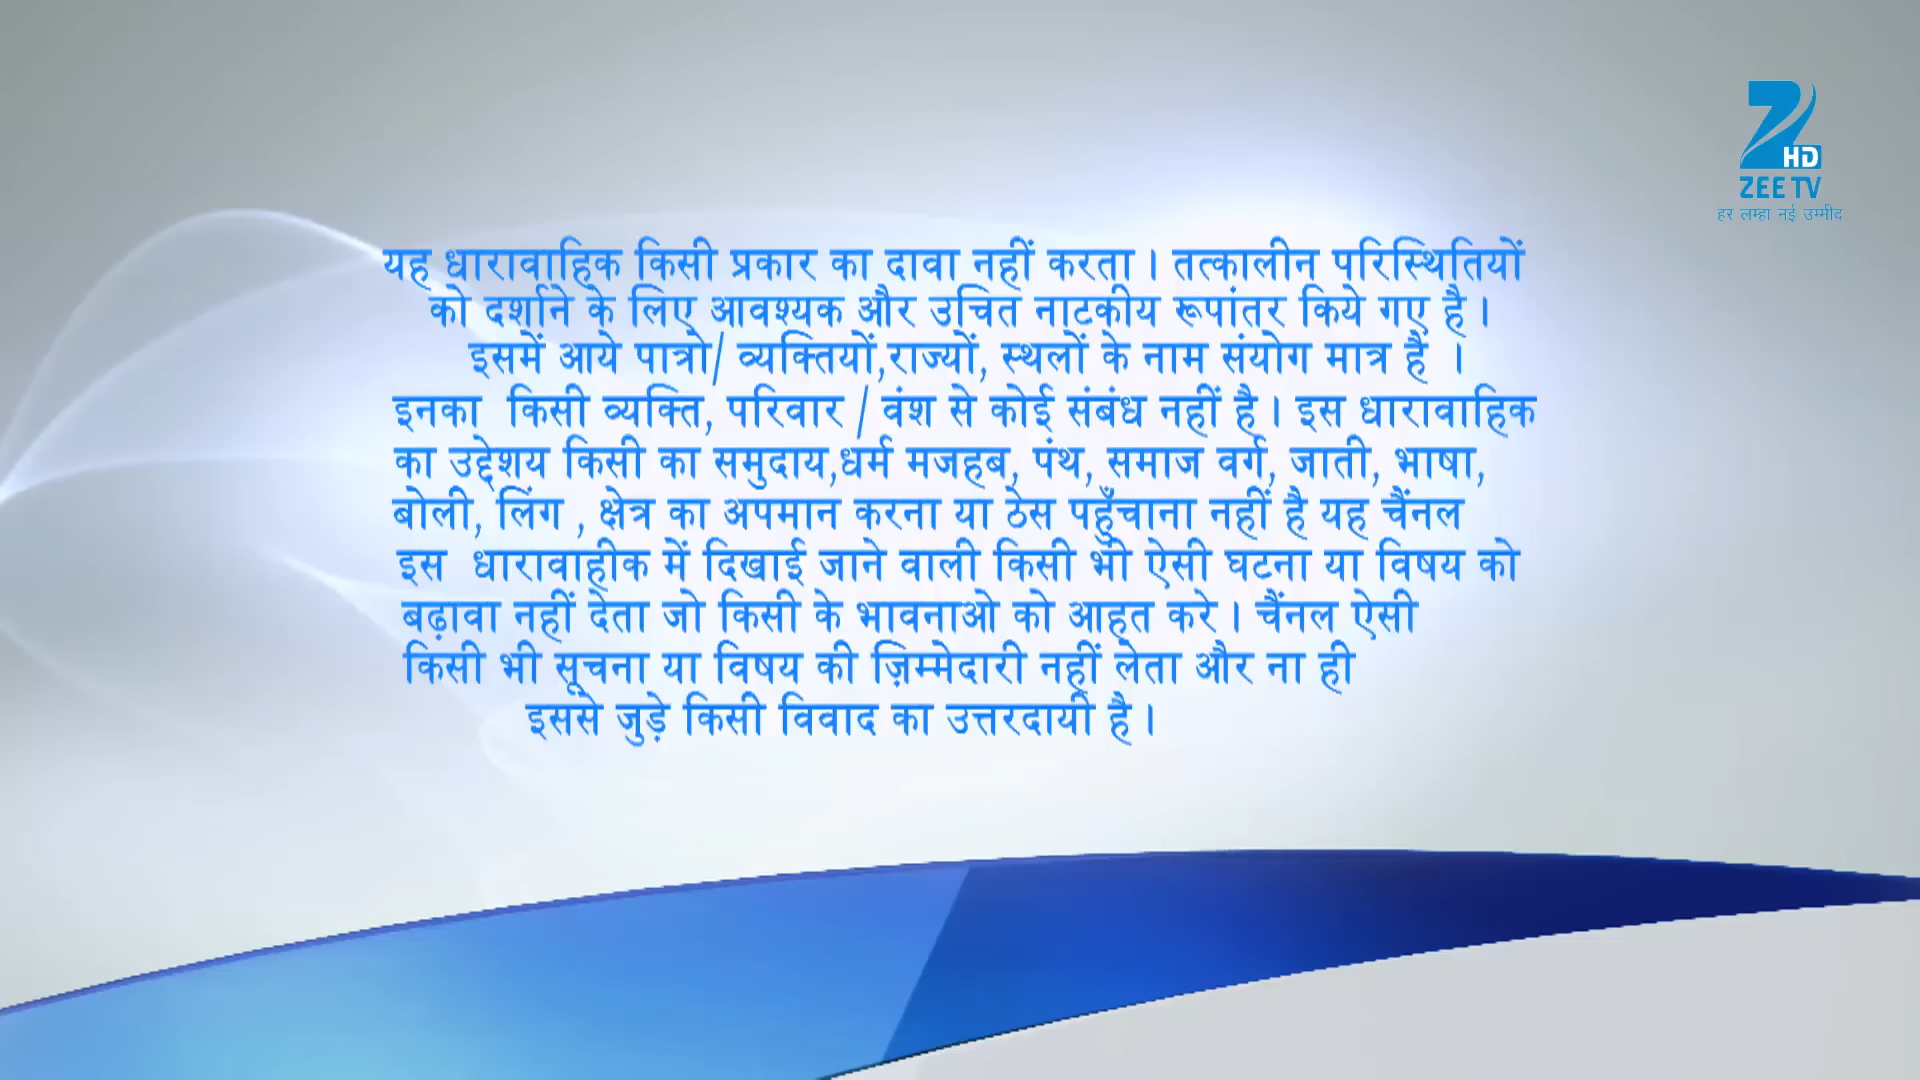 HD
ZEE TV
हर लम्हा नई उम्मीद
यह धारावाहिक किसी प्रकार का दावा नहीं करता । तत्कालीन परिस्थितियों
को दर्शाने के लिए आवश्यक और उचित नाटकीय रूपांतर किये गए है ।
इसमें आये पात्रो/ व्यक्तियों,राज्यों, स्थलों के नाम संयोग मात्र है ।
इनका किसी व्यक्ति, परिवार / वंश से कोई संबंध नहीं है । इस धारावाहिक
का उद्देशय किसी का समुदाय,धर्म मजहब, पंथ, समाज वर्ग, जाती, भाषा,
बोली, लिंग , क्षेत्र का अपमान करना या ठेस पहुँचाना नहीं है यह चैंनल
इस धारावाहीक में दिखाई जाने वाली किसी भी ऐसी घटना या विषय को
बढ़ावा नहीं देता जो किसी के भावनाओ को आहत करे । चैंनल ऐसी
किसी भी सूचना या विषय की ज़िम्मेदारी नहीं लेता और ना ही
इससे जुड़े किसी विवाद का उत्तरदायी है ।